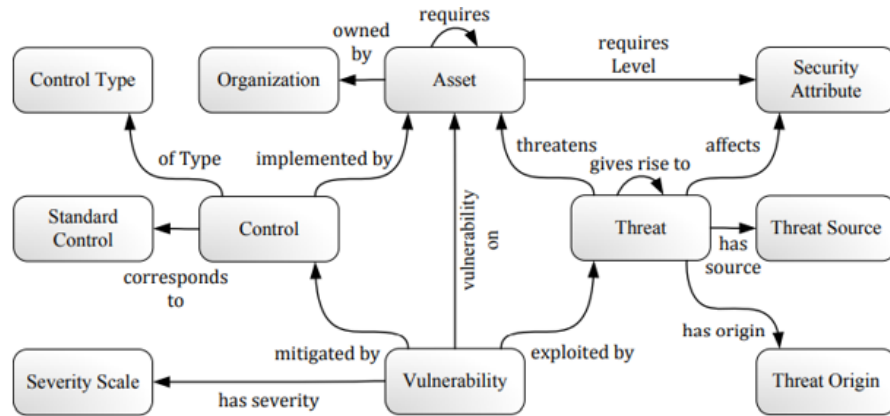 requires
owned
by
requires
Level
Control Type
Organization
Asset
Security
Attribute
of Type
implemented by
threatens
gives rise to
affects
Standard
Control
Control
vulnerability
on
Threat
has
source
Threat Source
corresponds
to
mitigated by
exploited by
has origin
Severity Scale
has severity
Vulnerability
Threat Origin